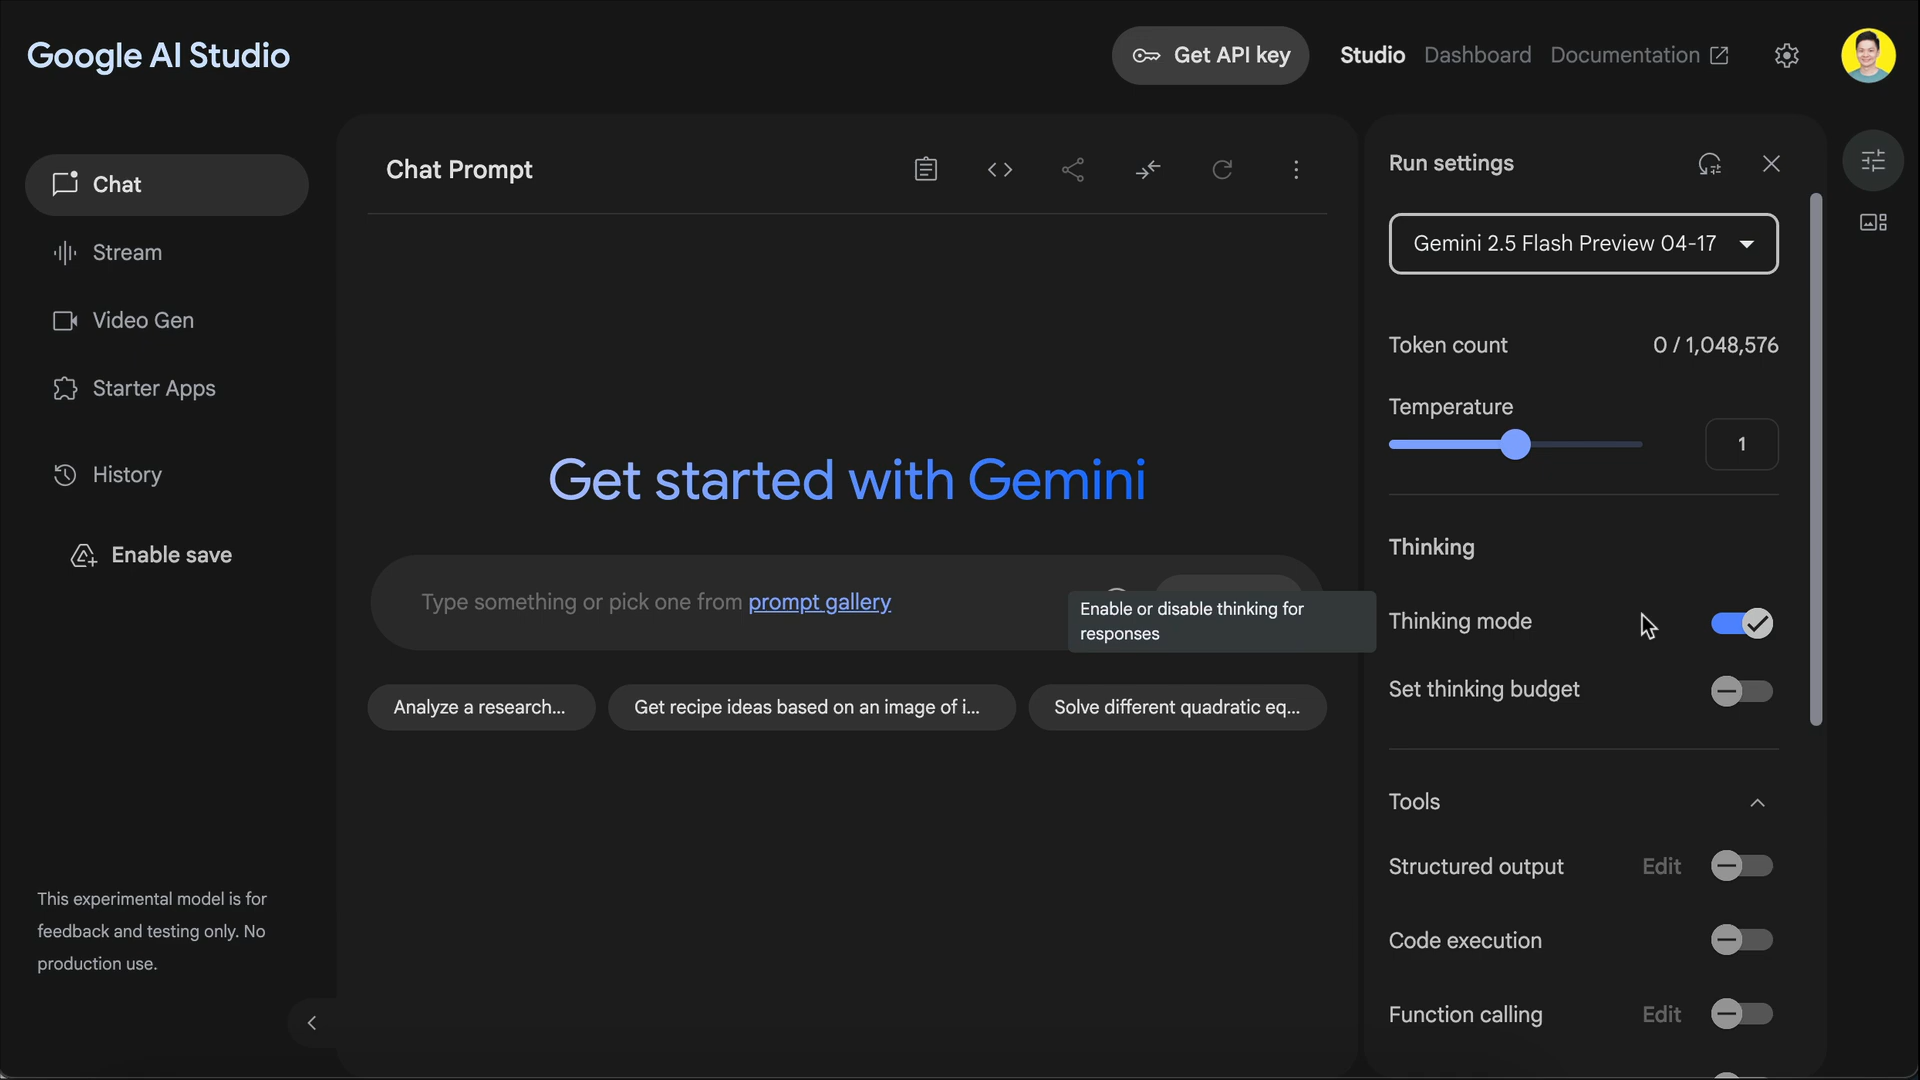 Google AI Studio
Get API key
Studio
Dashboard
Documentation
Chat
Stream
Video Gen
Starter Apps
History
Enable save
This experimental model is for
feedback and testing only. No
production use.
Chat Prompt
Get started with Gemini
Type something or pick one from prompt gallery
Enable or disable thinking for
responses
Analyze a research...
Get recipe ideas based on an image of i...
Solve different quadratic eq...
Run settings
Gemini 2.5 Flash Preview 04-17
Token count 0 / 1,048,576
Temperature
1
Thinking
Thinking mode
Set thinking budget
Tools
Structured output Edit
Code execution
Function calling Edit